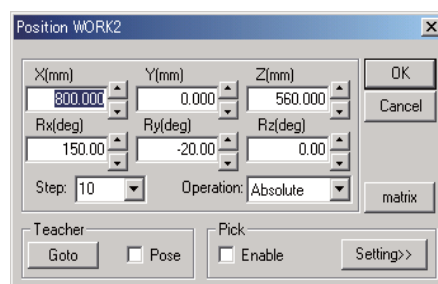 Position WORK2
X(mm) Y(mm) Z(mm) OK
800.000 0.000 560.000 Cancel
Rx(deg) Ry(deg) Rz(deg)
150.00 -20.00 0.00
Step: 10 Operation: Absolute matrix
Teacher Pick
Goto Pose Enable Setting>>